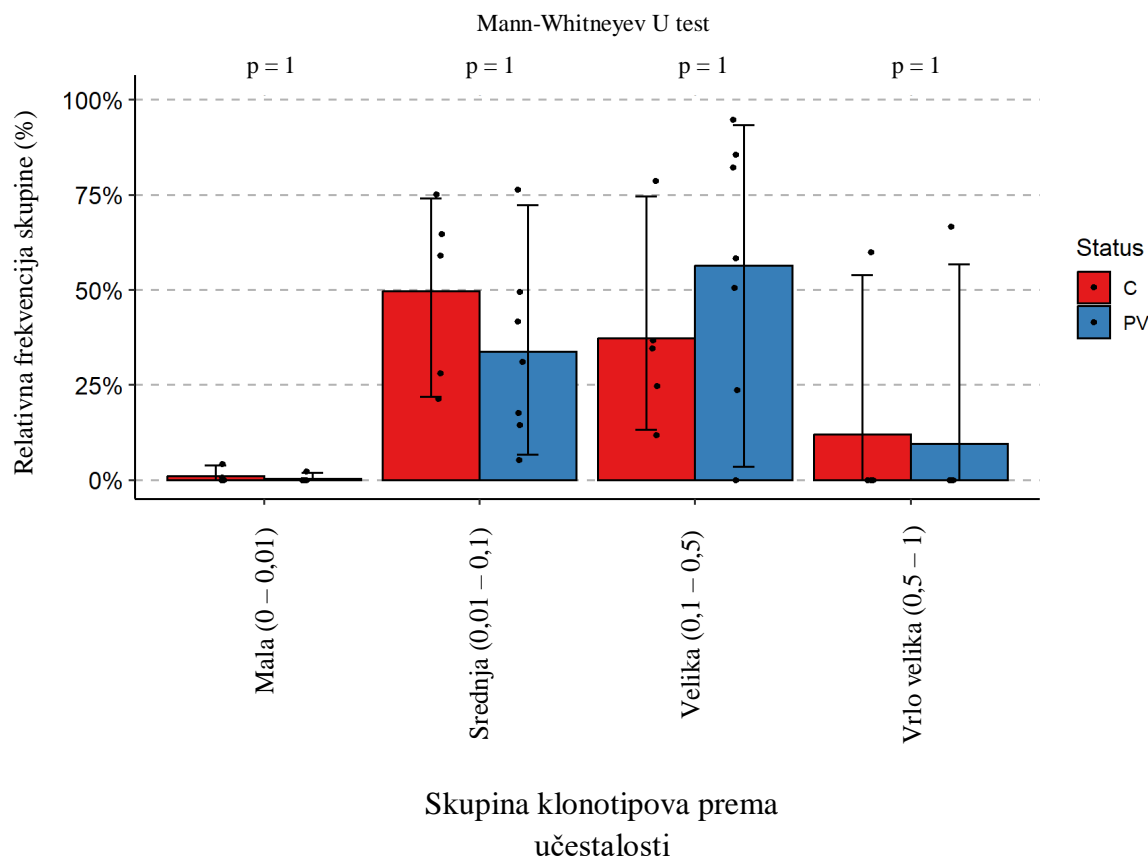 Mann-Whitneyev U test
p = 1
p = 1
p = 1
p = 1
Relativna frekvencija skupine (%)
100%
75%
50%
25%
0%
Status
C
PV
Mala (0 – 0,01)
Srednja (0,01 – 0,1)
Velika (0,1 – 0,5)
Vrlo velika (0,5 – 1)
Skupina klonotipova prema
učestalosti